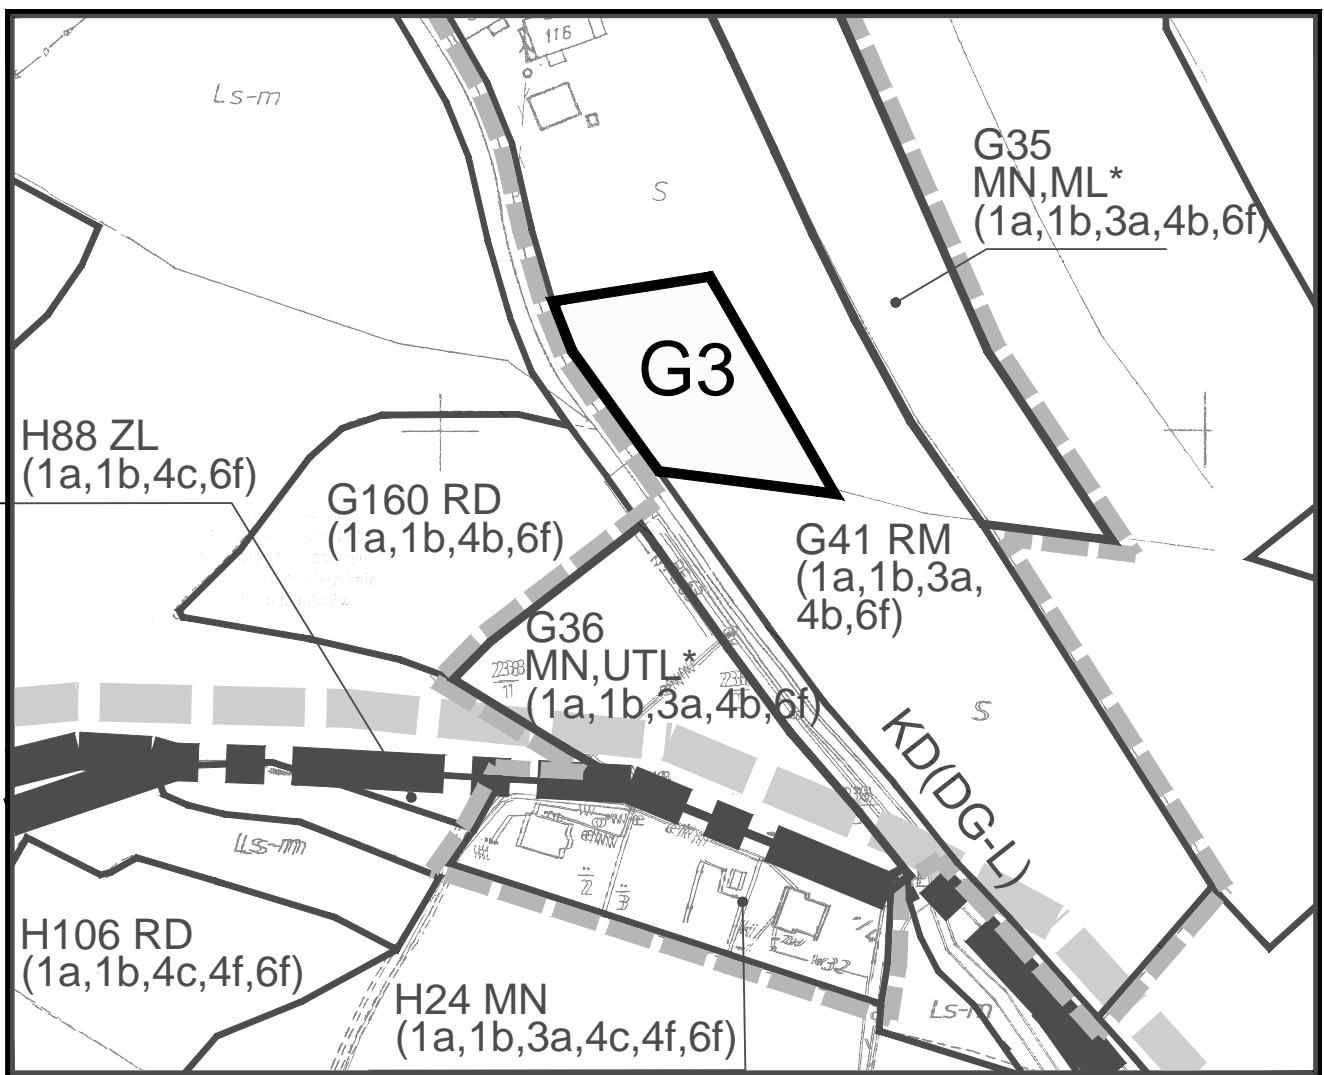 116
Ls-m
G35
MN,ML*
(1a,1b,3a,4b,6f)
S
G3
H88 ZL
(1a,1b,4c,6f)
G160 RD
(1a,1b,4b,6f)
G41 RM
(1a,1b,3a,
4b,6f)
G36
MN,UTL*
(1a,1b,3a,4b,6f)
S
KD(DG-L)
Ls-m
H106 RD
(1a,1b,4c,4f,6f)
H24 MN
(1a,1b,3a,4c,4f,6f)
Ls-m